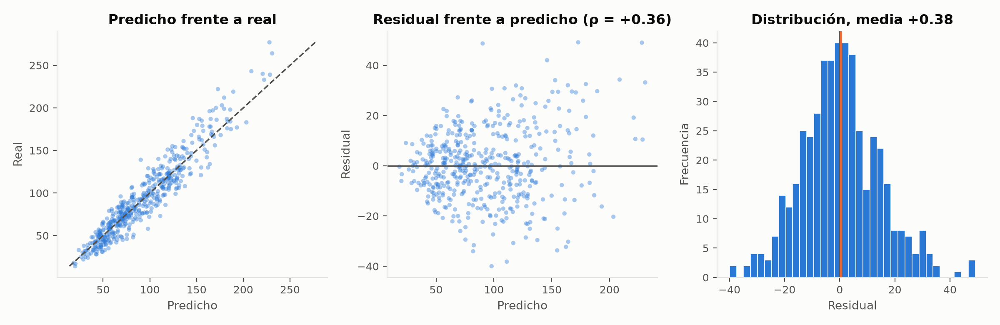 Predicho frente a real
Real
250
200
150
100
50
50 100 150 200 250
Predicho
Residual frente a predicho (ρ = +0.36)
Residual
40
20
0
−20
−40
50 100 150 200
Predicho
Distribución, media +0.38
Frecuencia
40
35
30
25
20
15
10
5
0
−40 −20 0 20 40
Residual